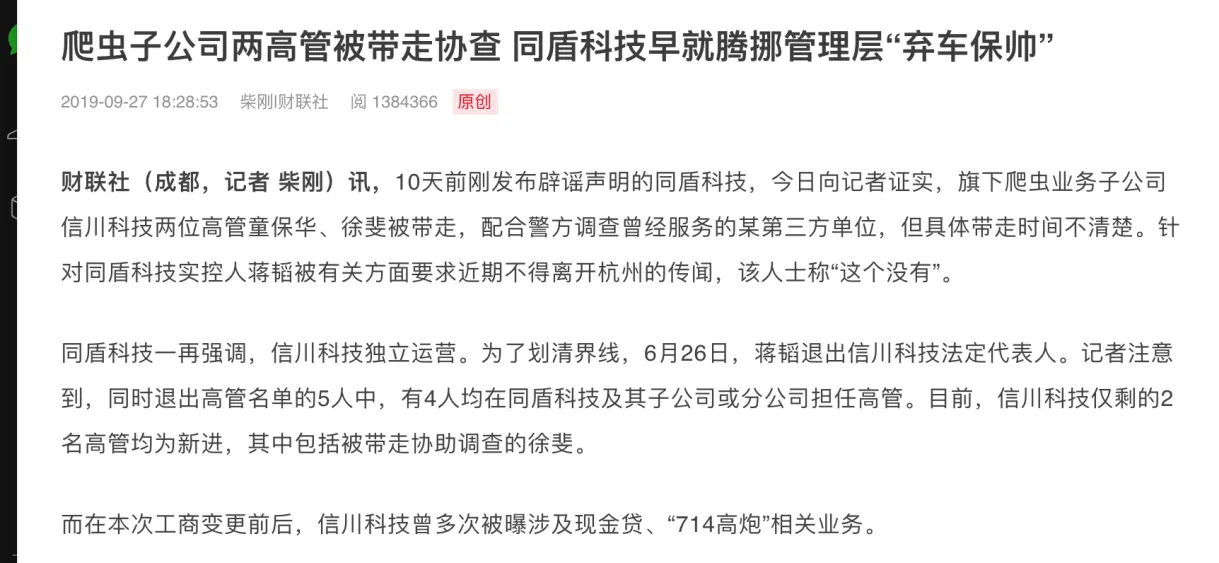 爬虫子公司两高管被带走协查 同盾科技早就腾挪管理层“弃车保帅”
2019-09-27 18:28:53 柴刚|财联社 阅 1384366 原创
财联社（成都，记者 柴刚）讯，10天前刚发布辟谣声明的同盾科技，今日向记者证实，旗下爬虫业务子公司
信川科技两位高管童保华、徐斐被带走，配合警方调查曾经服务的某第三方单位，但具体带走时间不清楚。针
对同盾科技实控人蒋韬被有关方面要求近期不得离开杭州的传闻，该人士称“这个没有”。
同盾科技一再强调，信川科技独立运营。为了划清界线，6月26日，蒋韬退出信川科技法定代表人。记者注意
到，同时退出高管名单的5人中，有4人均在同盾科技及其子公司或分公司担任高管。目前，信川科技仅剩的2
名高管均为新进，其中包括被带走协助调查的徐斐。
而在本次工商变更前后，信川科技曾多次被曝涉及现金贷、“714高炮”相关业务。